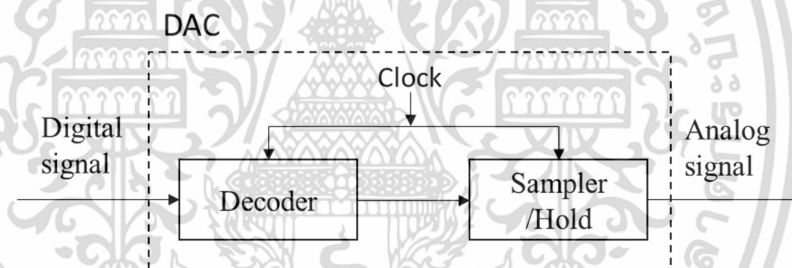 DAC
Clock
Digital
signal
Decoder
Sampler
/Hold
Analog
signal